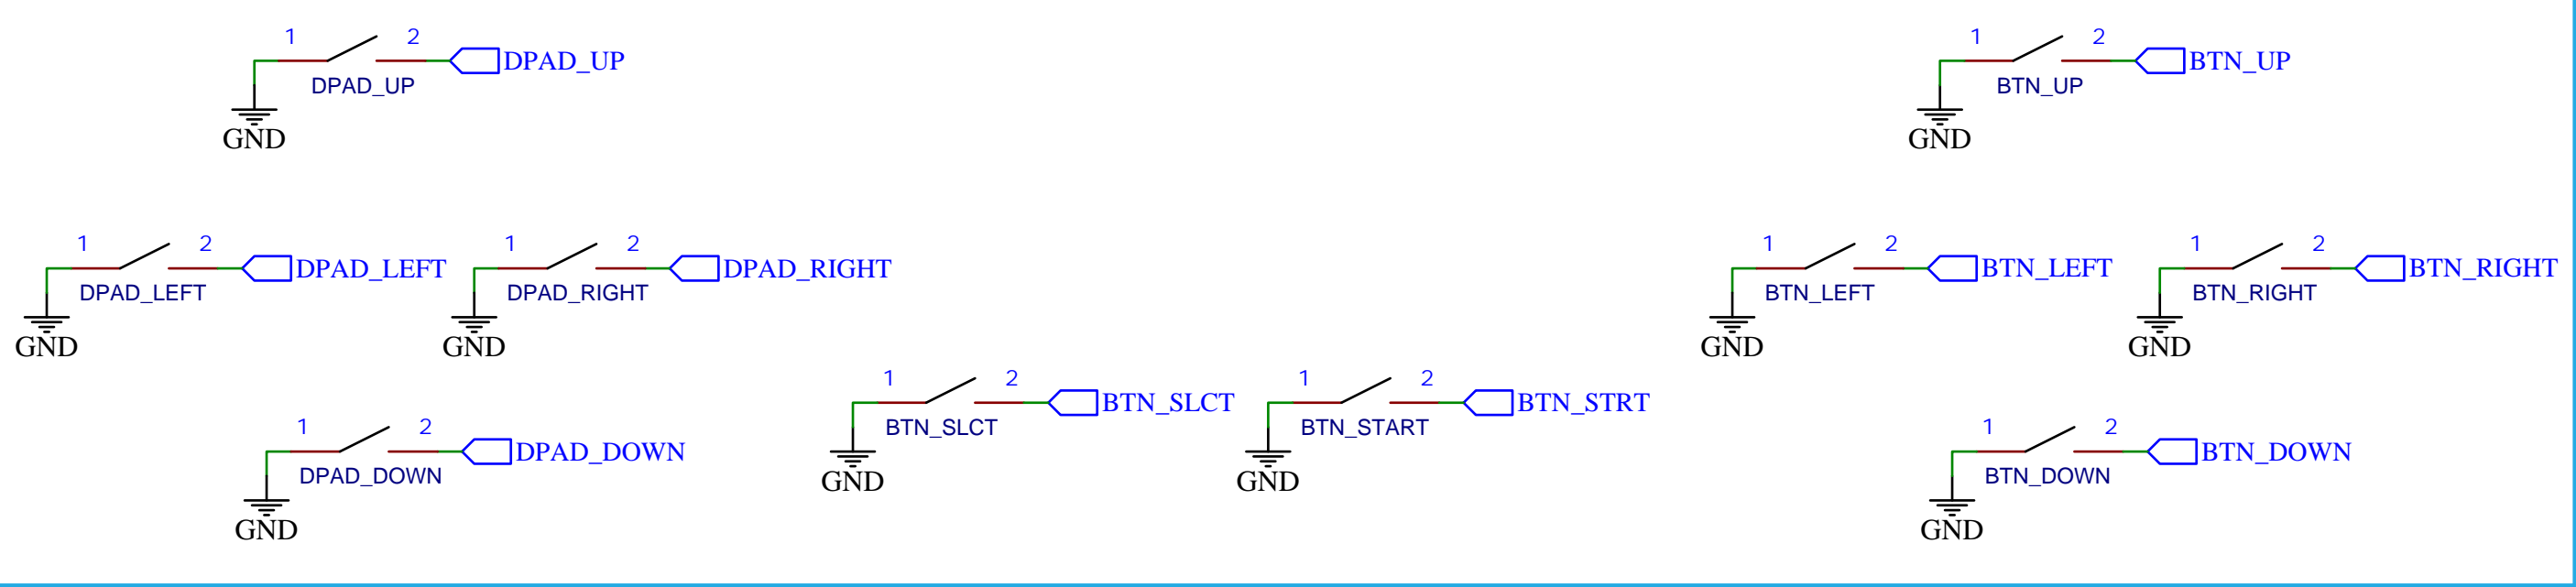 1 2 DPAD_UP
DPAD_UP
GND
1 2 BTN_UP
BTN_UP
GND
1 2 DPAD_LEFT
DPAD_LEFT
GND
1 2 DPAD_RIGHT
DPAD_RIGHT
GND
1 2 BTN_LEFT
BTN_LEFT
GND
1 2 BTN_RIGHT
BTN_RIGHT
GND
1 2 BTN_SLCT
BTN_SLCT
GND
1 2 BTN_STRT
BTN_START
GND
1 2 DPAD_DOWN
DPAD_DOWN
GND
1 2 BTN_DOWN
BTN_DOWN
GND